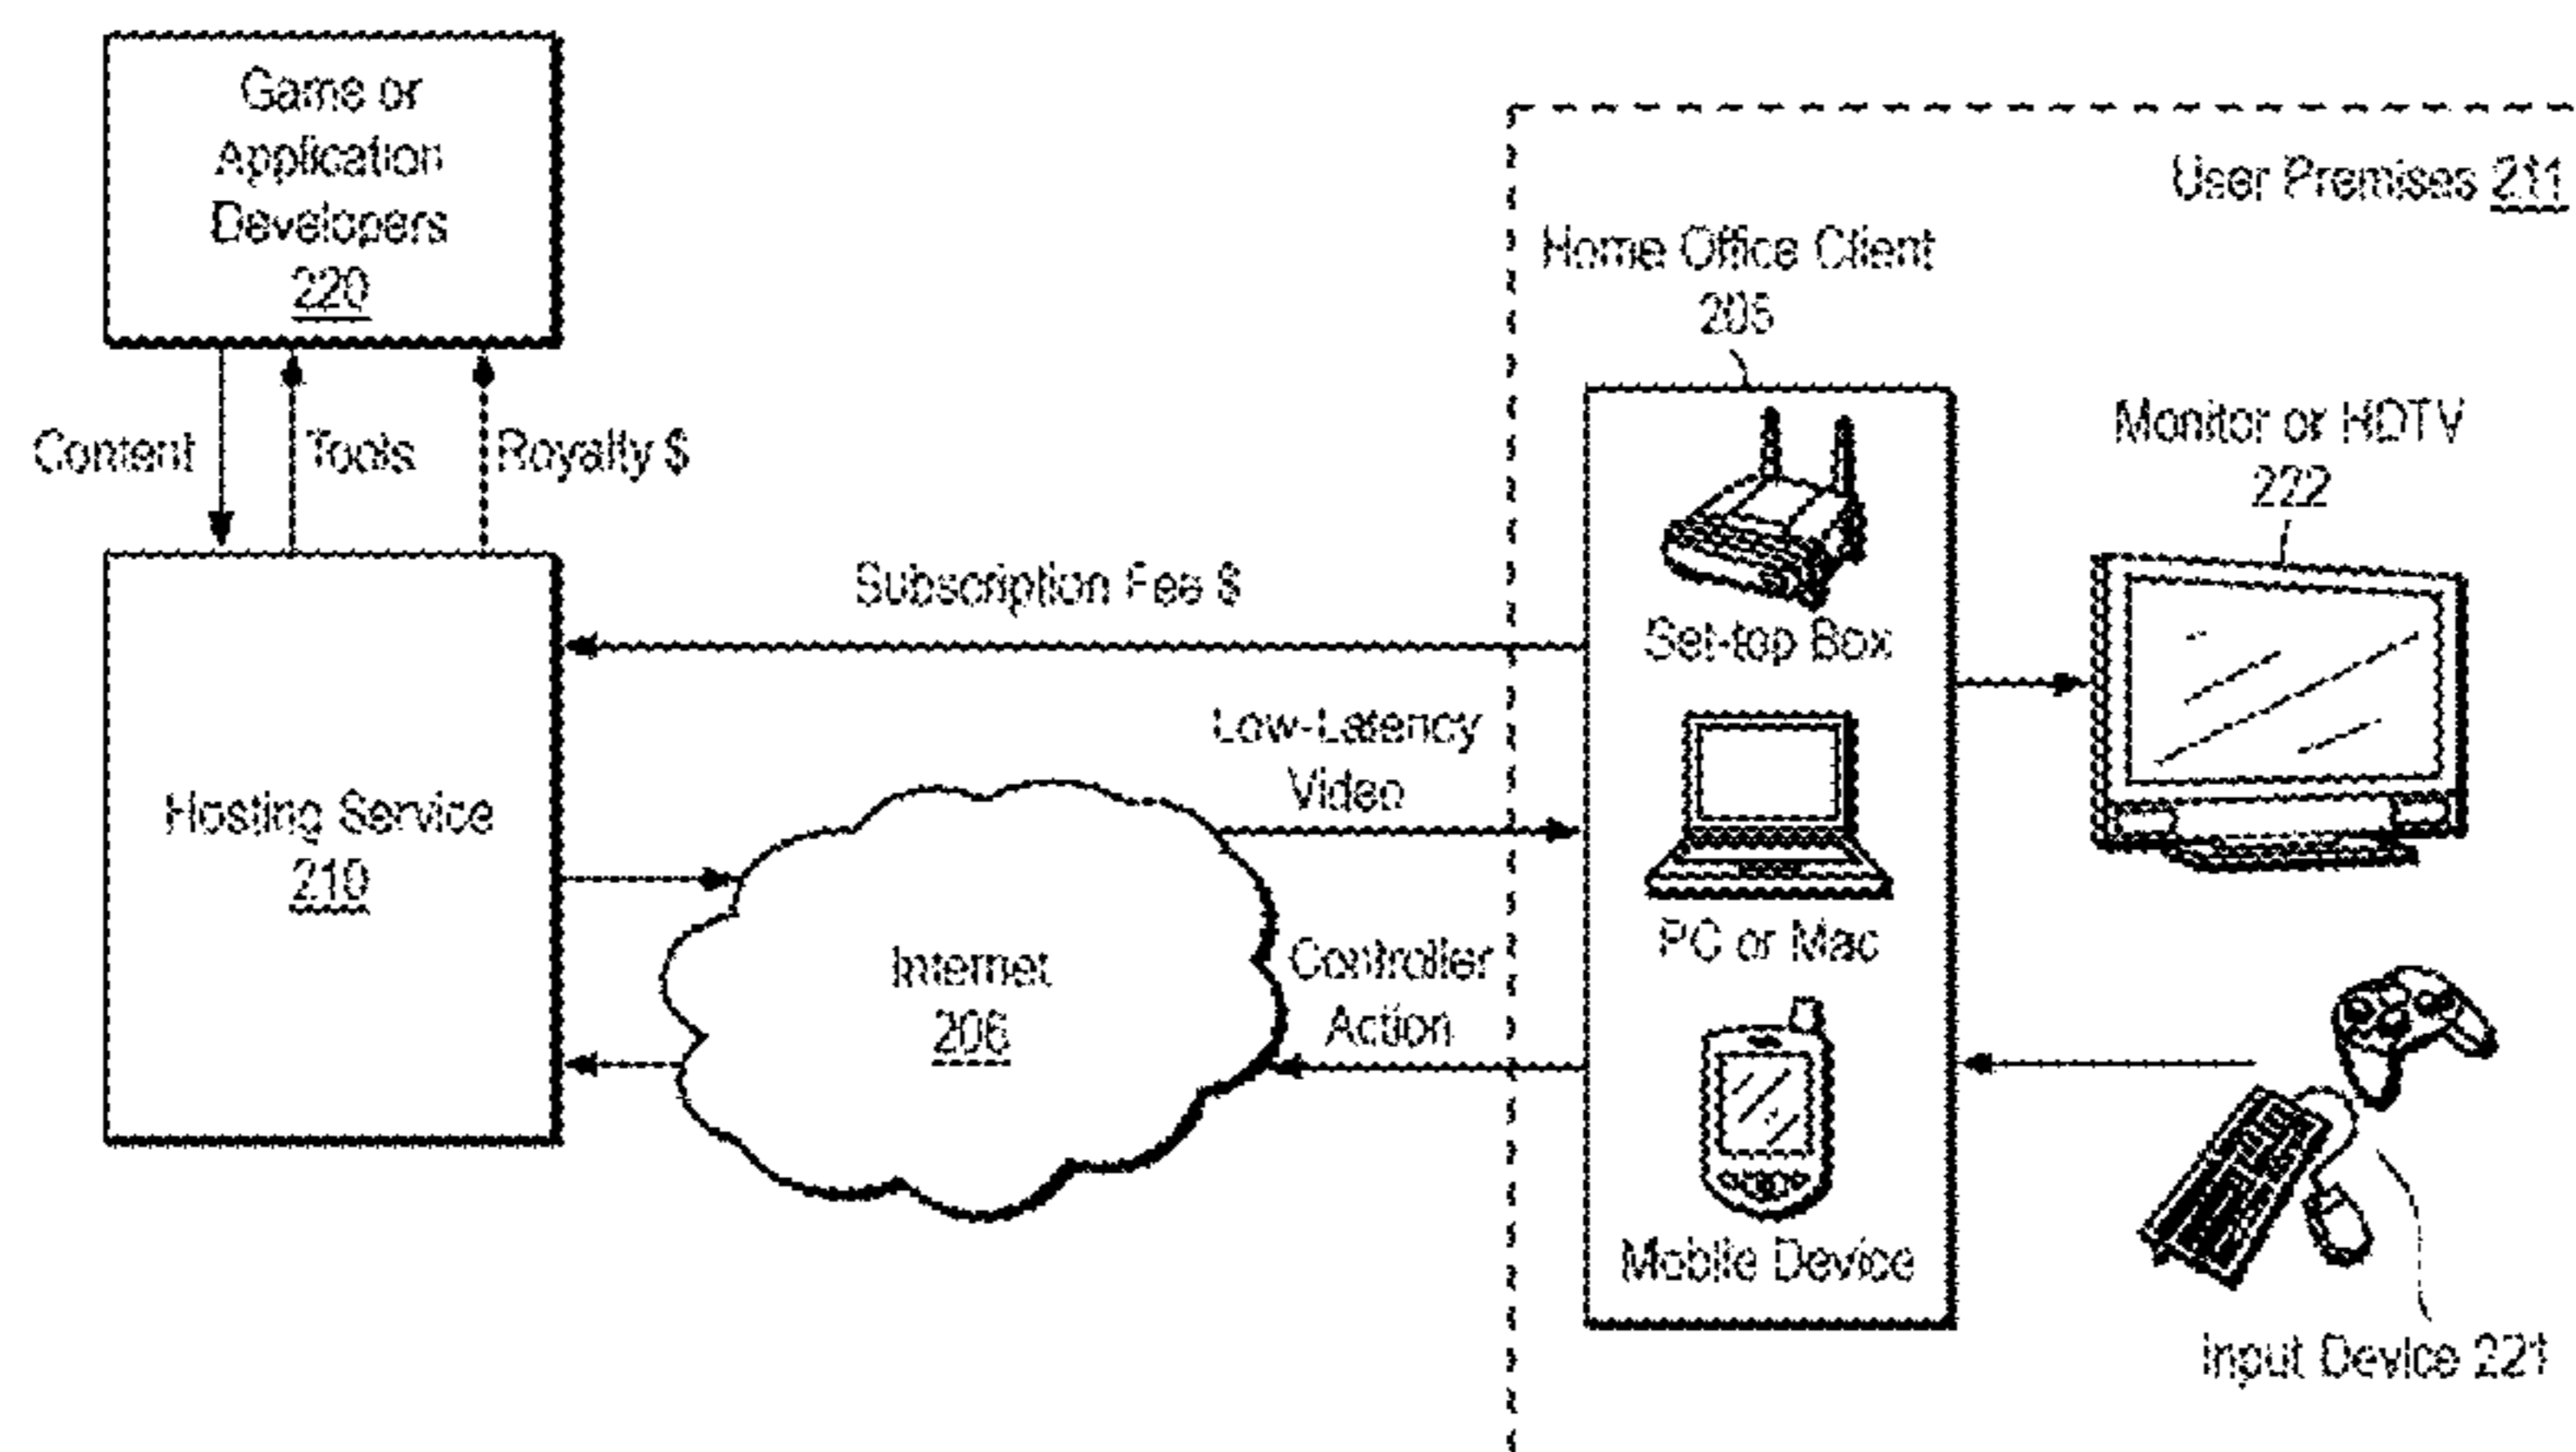 Game or
Application
Developers
220
Content
Tools
Royalty $
Hosting Service
210
Subscription Fee $
Low-Latency
Video
Internet
206
Controller
Action
User Premises 211
Home Office Client
205
Set-top Box
PC or Mac
Mobile Device
Monitor or HDTV
222
Input Device 221